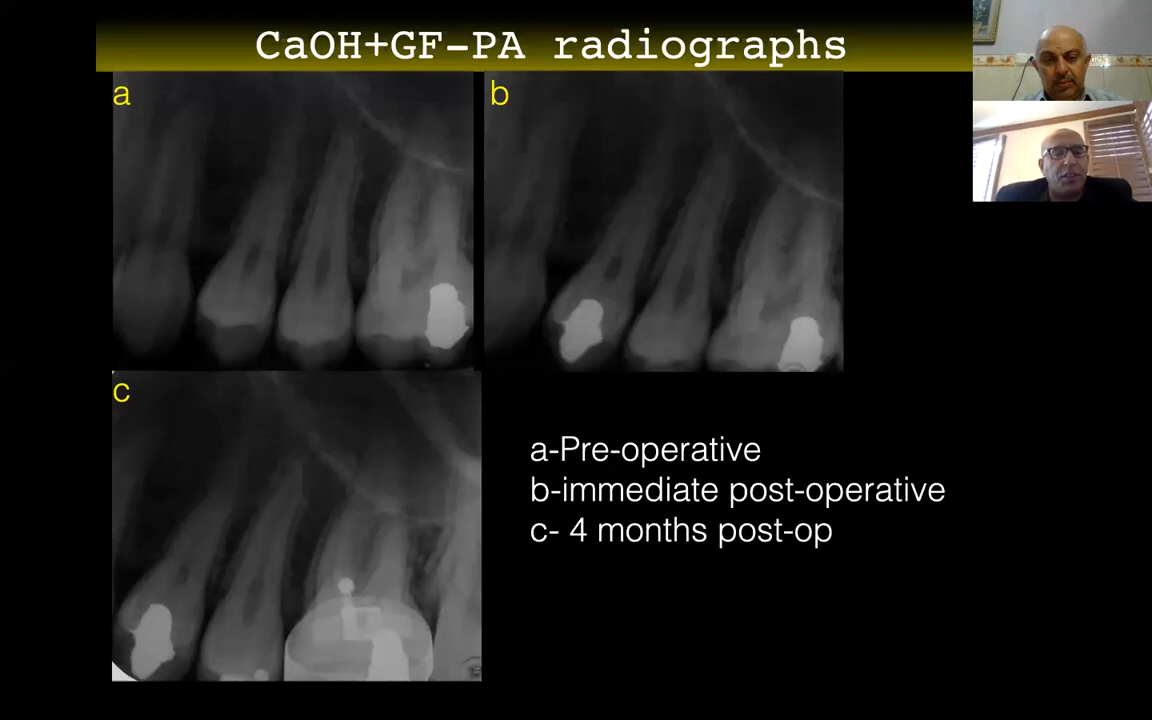 CaOH+GF-PA radiographs
a
b
c
a-Pre-operative
b-immediate post-operative
c- 4 months post-op